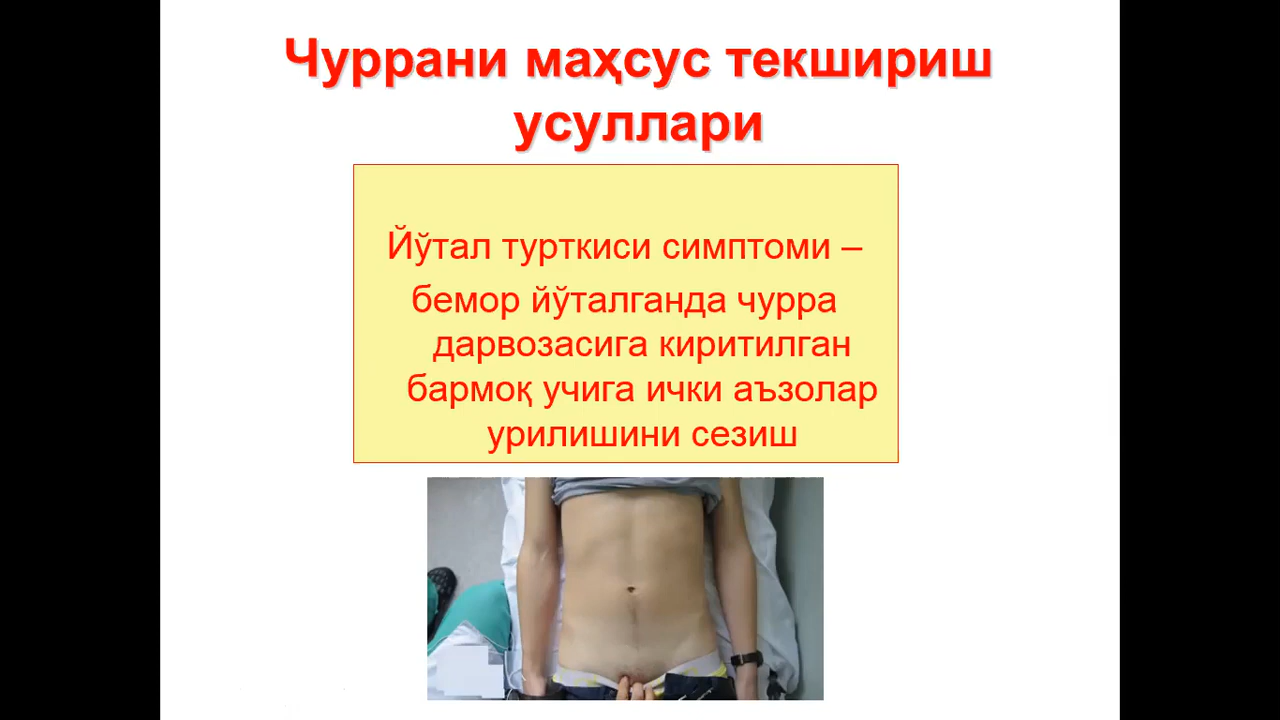 Чуррани маҳсус текшириш
усуллари
Йўтал турткиси симптоми –
бемор йўталганда чурра
дарвозасига киритилган
бармоқ учига ички аъзолар
урилишини сезиш